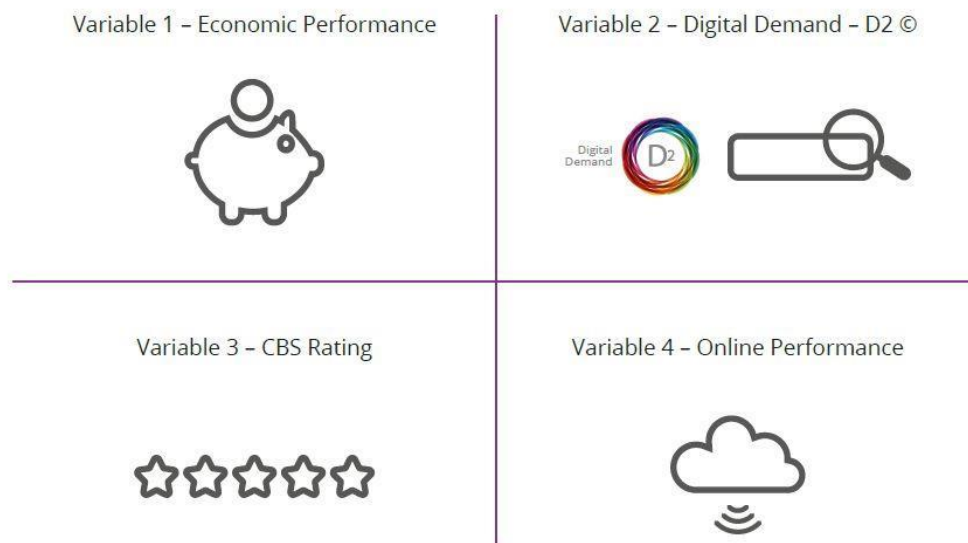 Variable 1 – Economic Performance
Variable 2 – Digital Demand – D2 ©
Digital
Demand
D2
Variable 3 – CBS Rating
Variable 4 – Online Performance